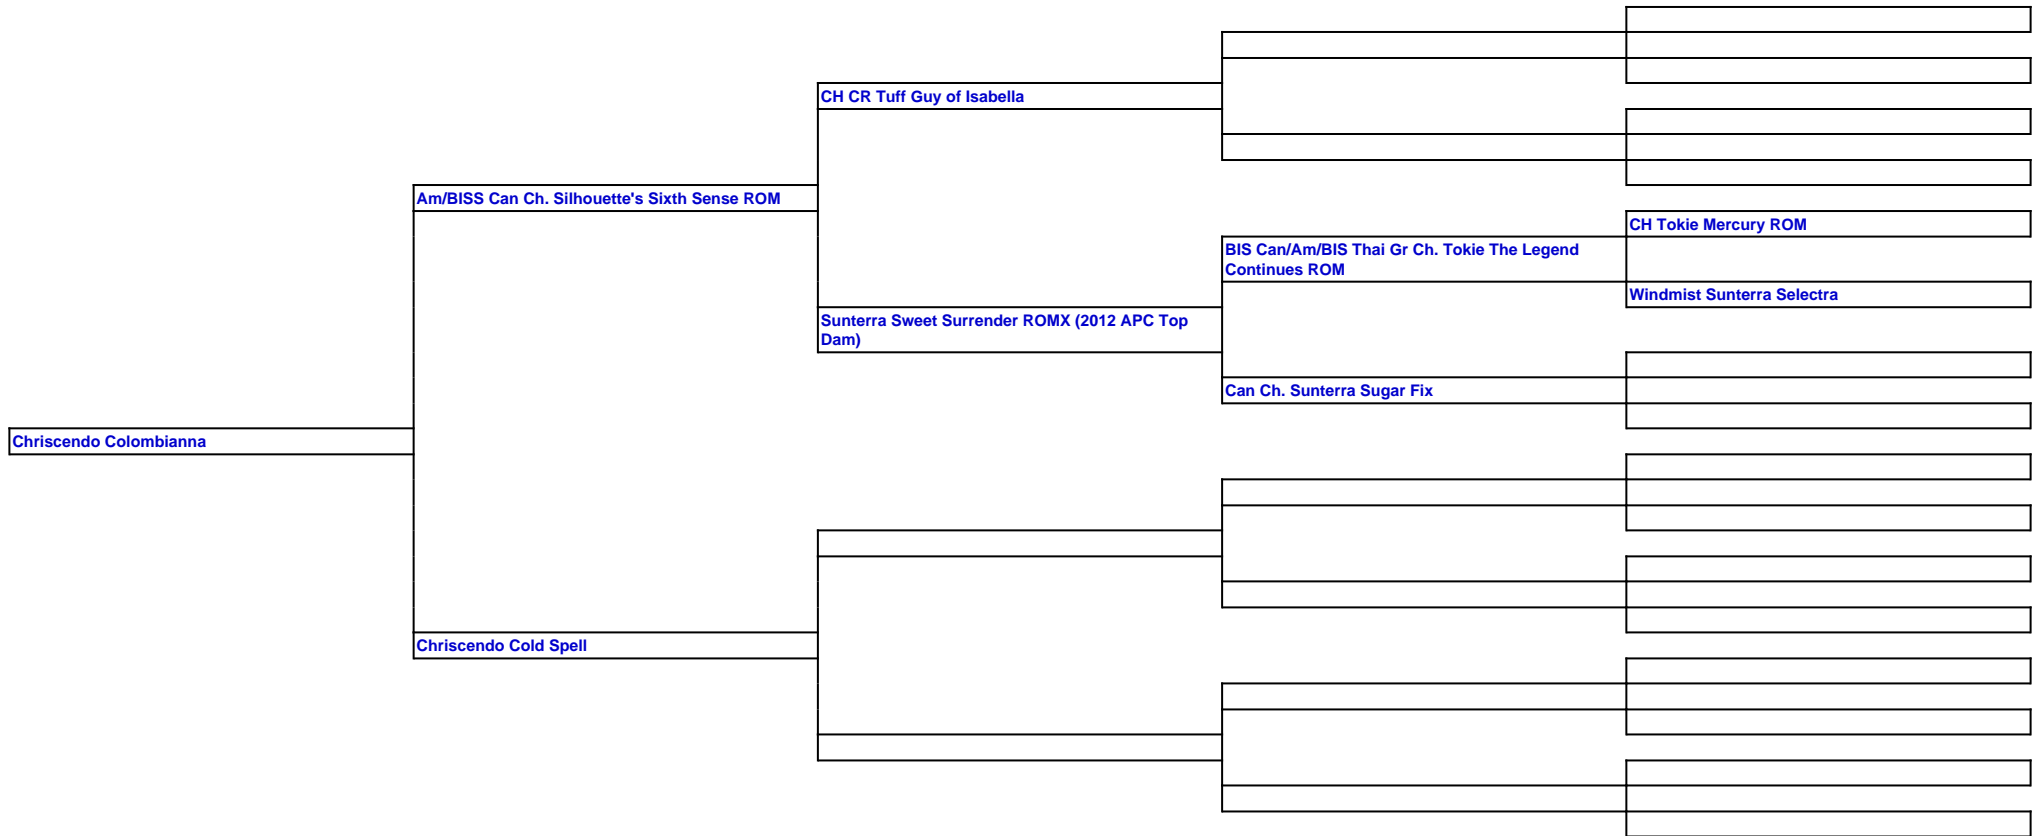 CH CR Tuff Guy of Isabella
Am/BISS Can Ch. Silhouette's Sixth Sense ROM
CH Tokie Mercury ROM
BIS Can/Am/BIS Thai Gr Ch. Tokie The Legend
Continues ROM
Windmist Sunterra Selectra
Sunterra Sweet Surrender ROMX (2012 APC Top
Dam)
Can Ch. Sunterra Sugar Fix
Chriscendo Colombianna
Chriscendo Cold Spell